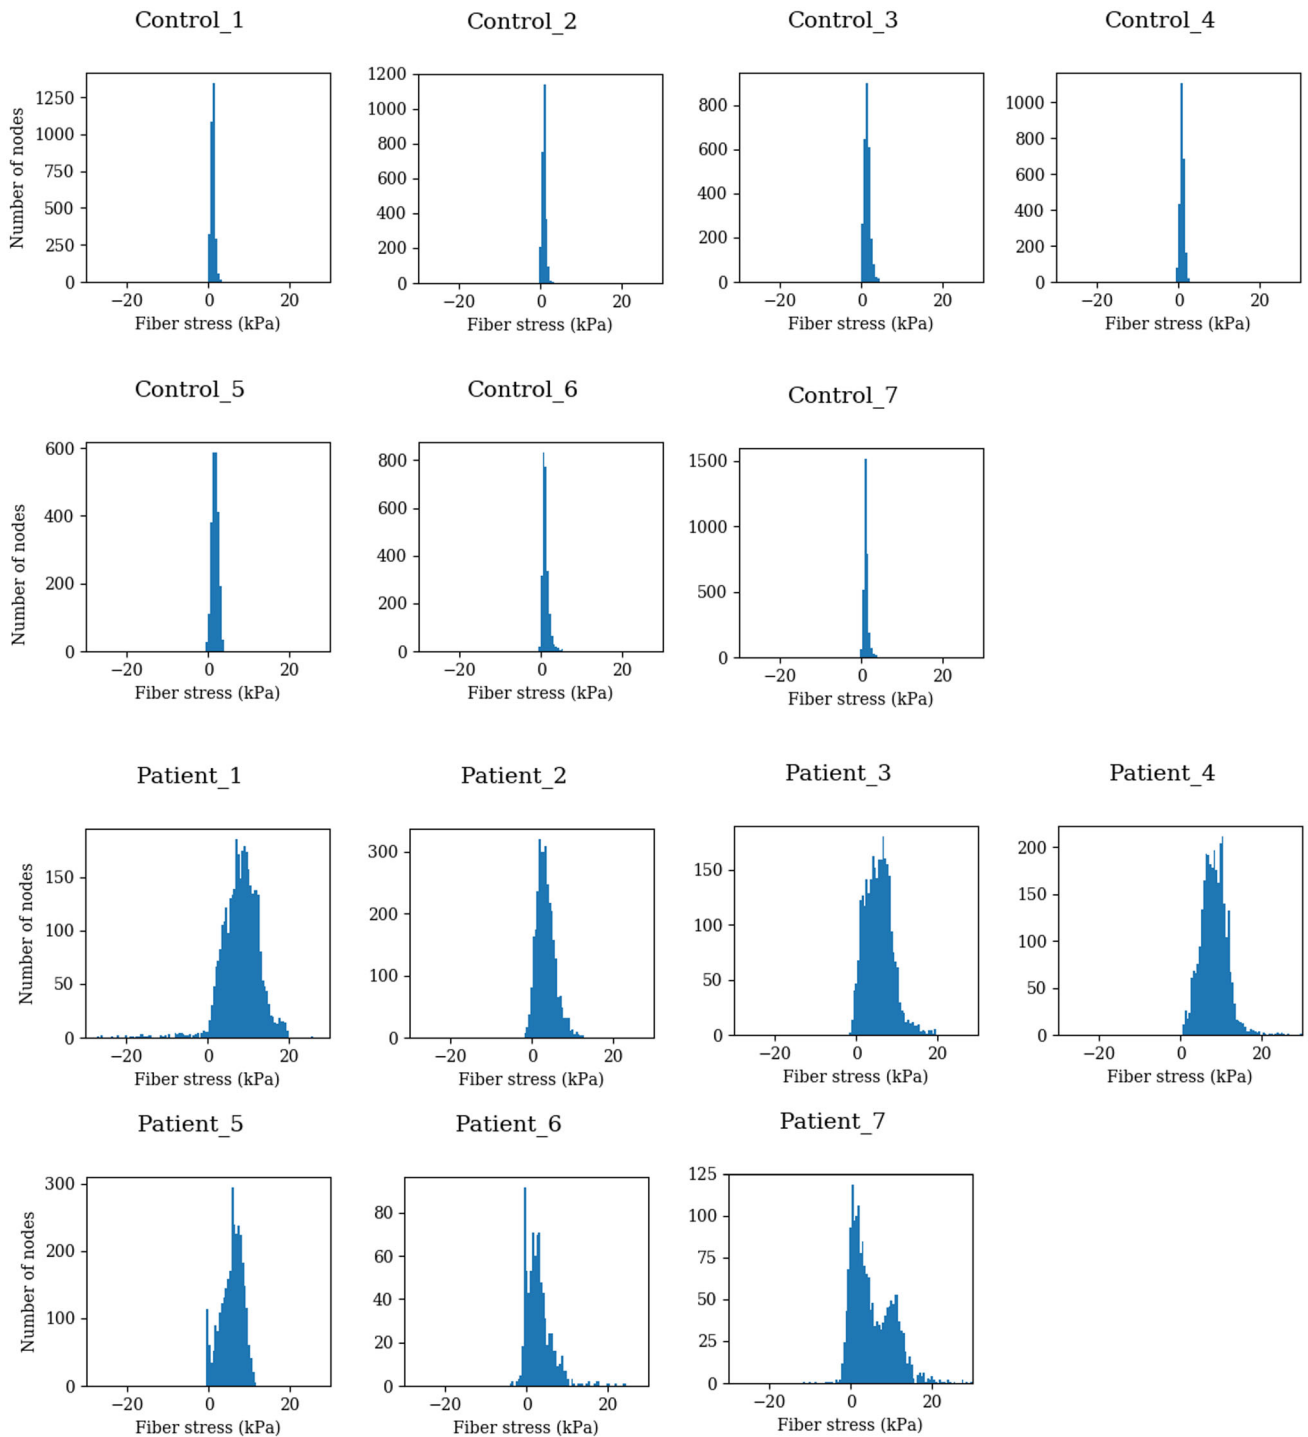 Control_1 Control_2 Control_3 Control_4
Number of nodes
1250
1000
750
500
250
0
−20 0 20
Fiber stress (kPa)
1200
1000
800
600
400
200
0
−20 0 20
Fiber stress (kPa)
800
600
400
200
0
−20 0 20
Fiber stress (kPa)
1000
800
600
400
200
0
−20 0 20
Fiber stress (kPa)
Control_5 Control_6 Control_7
Number of nodes
600
400
200
0
−20 0 20
Fiber stress (kPa)
800
600
400
200
0
−20 0 20
Fiber stress (kPa)
1500
1000
500
0
−20 0 20
Fiber stress (kPa)
Patient_1 Patient_2 Patient_3 Patient_4
Number of nodes
150
100
50
0
−20 0 20
Fiber stress (kPa)
300
200
100
0
−20 0 20
Fiber stress (kPa)
150
100
50
0
−20 0 20
Fiber stress (kPa)
200
150
100
50
0
−20 0 20
Fiber stress (kPa)
Patient_5 Patient_6 Patient_7
Number of nodes
300
200
100
0
−20 0 20
Fiber stress (kPa)
80
60
40
20
0
−20 0 20
Fiber stress (kPa)
125
100
75
50
25
0
−20 0 20
Fiber stress (kPa)